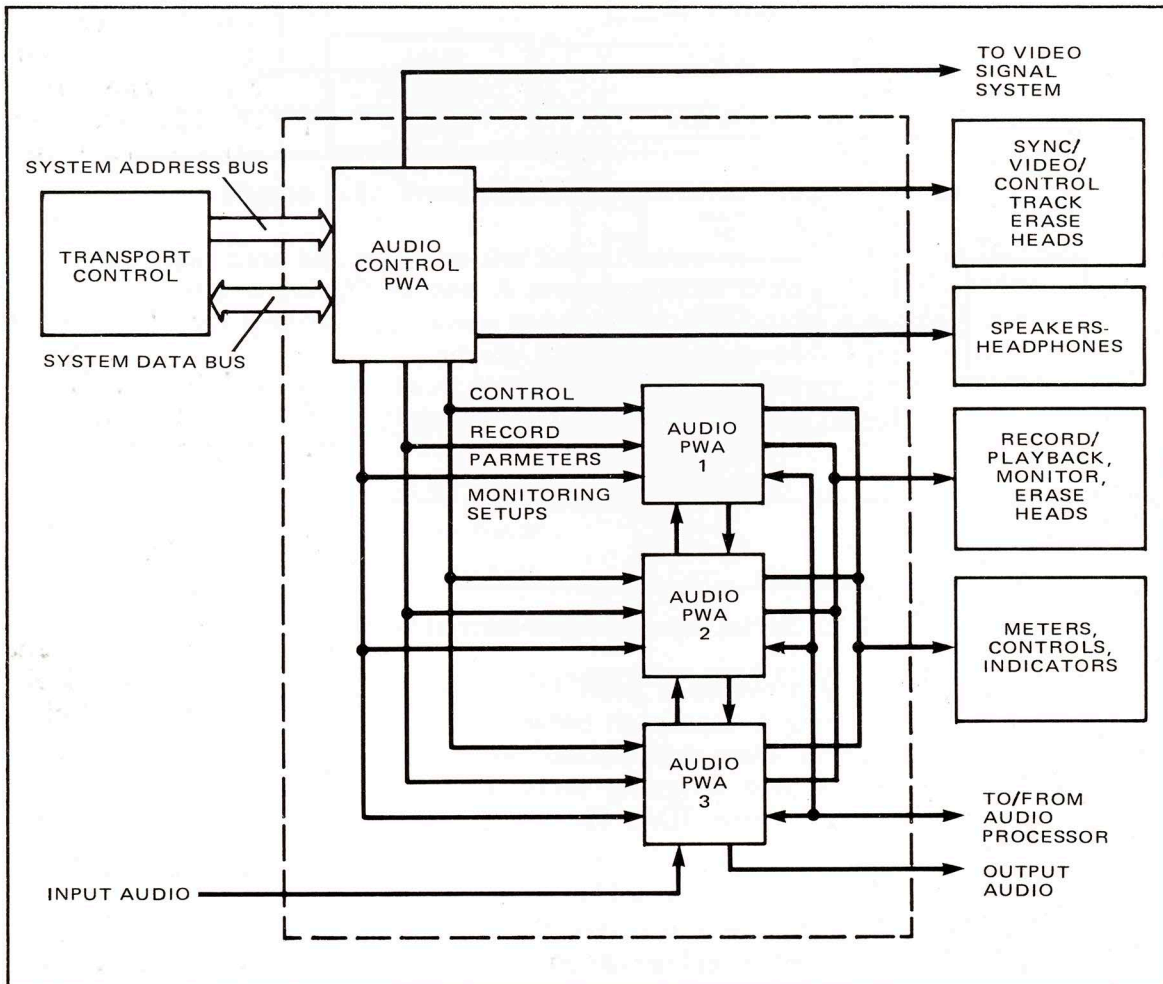 TO VIDEO
SIGNAL
SYSTEM
SYSTEM ADDRESS BUS
TRANSPORT
CONTROL
SYSTEM DATA BUS
AUDIO
CONTROL
PWA
SYNC/
VIDEO/
CONTROL
TRACK
ERASE
HEADS
SPEAKERS-
HEADPHONES
CONTROL
RECORD
PARMETERS
MONITORING
SETUPS
AUDIO
PWA
1
RECORD/
PLAYBACK,
MONITOR,
ERASE
HEADS
AUDIO
PWA
2
METERS,
CONTROLS,
INDICATORS
AUDIO
PWA
3
TO/FROM
AUDIO
PROCESSOR
INPUT AUDIO
OUTPUT
AUDIO